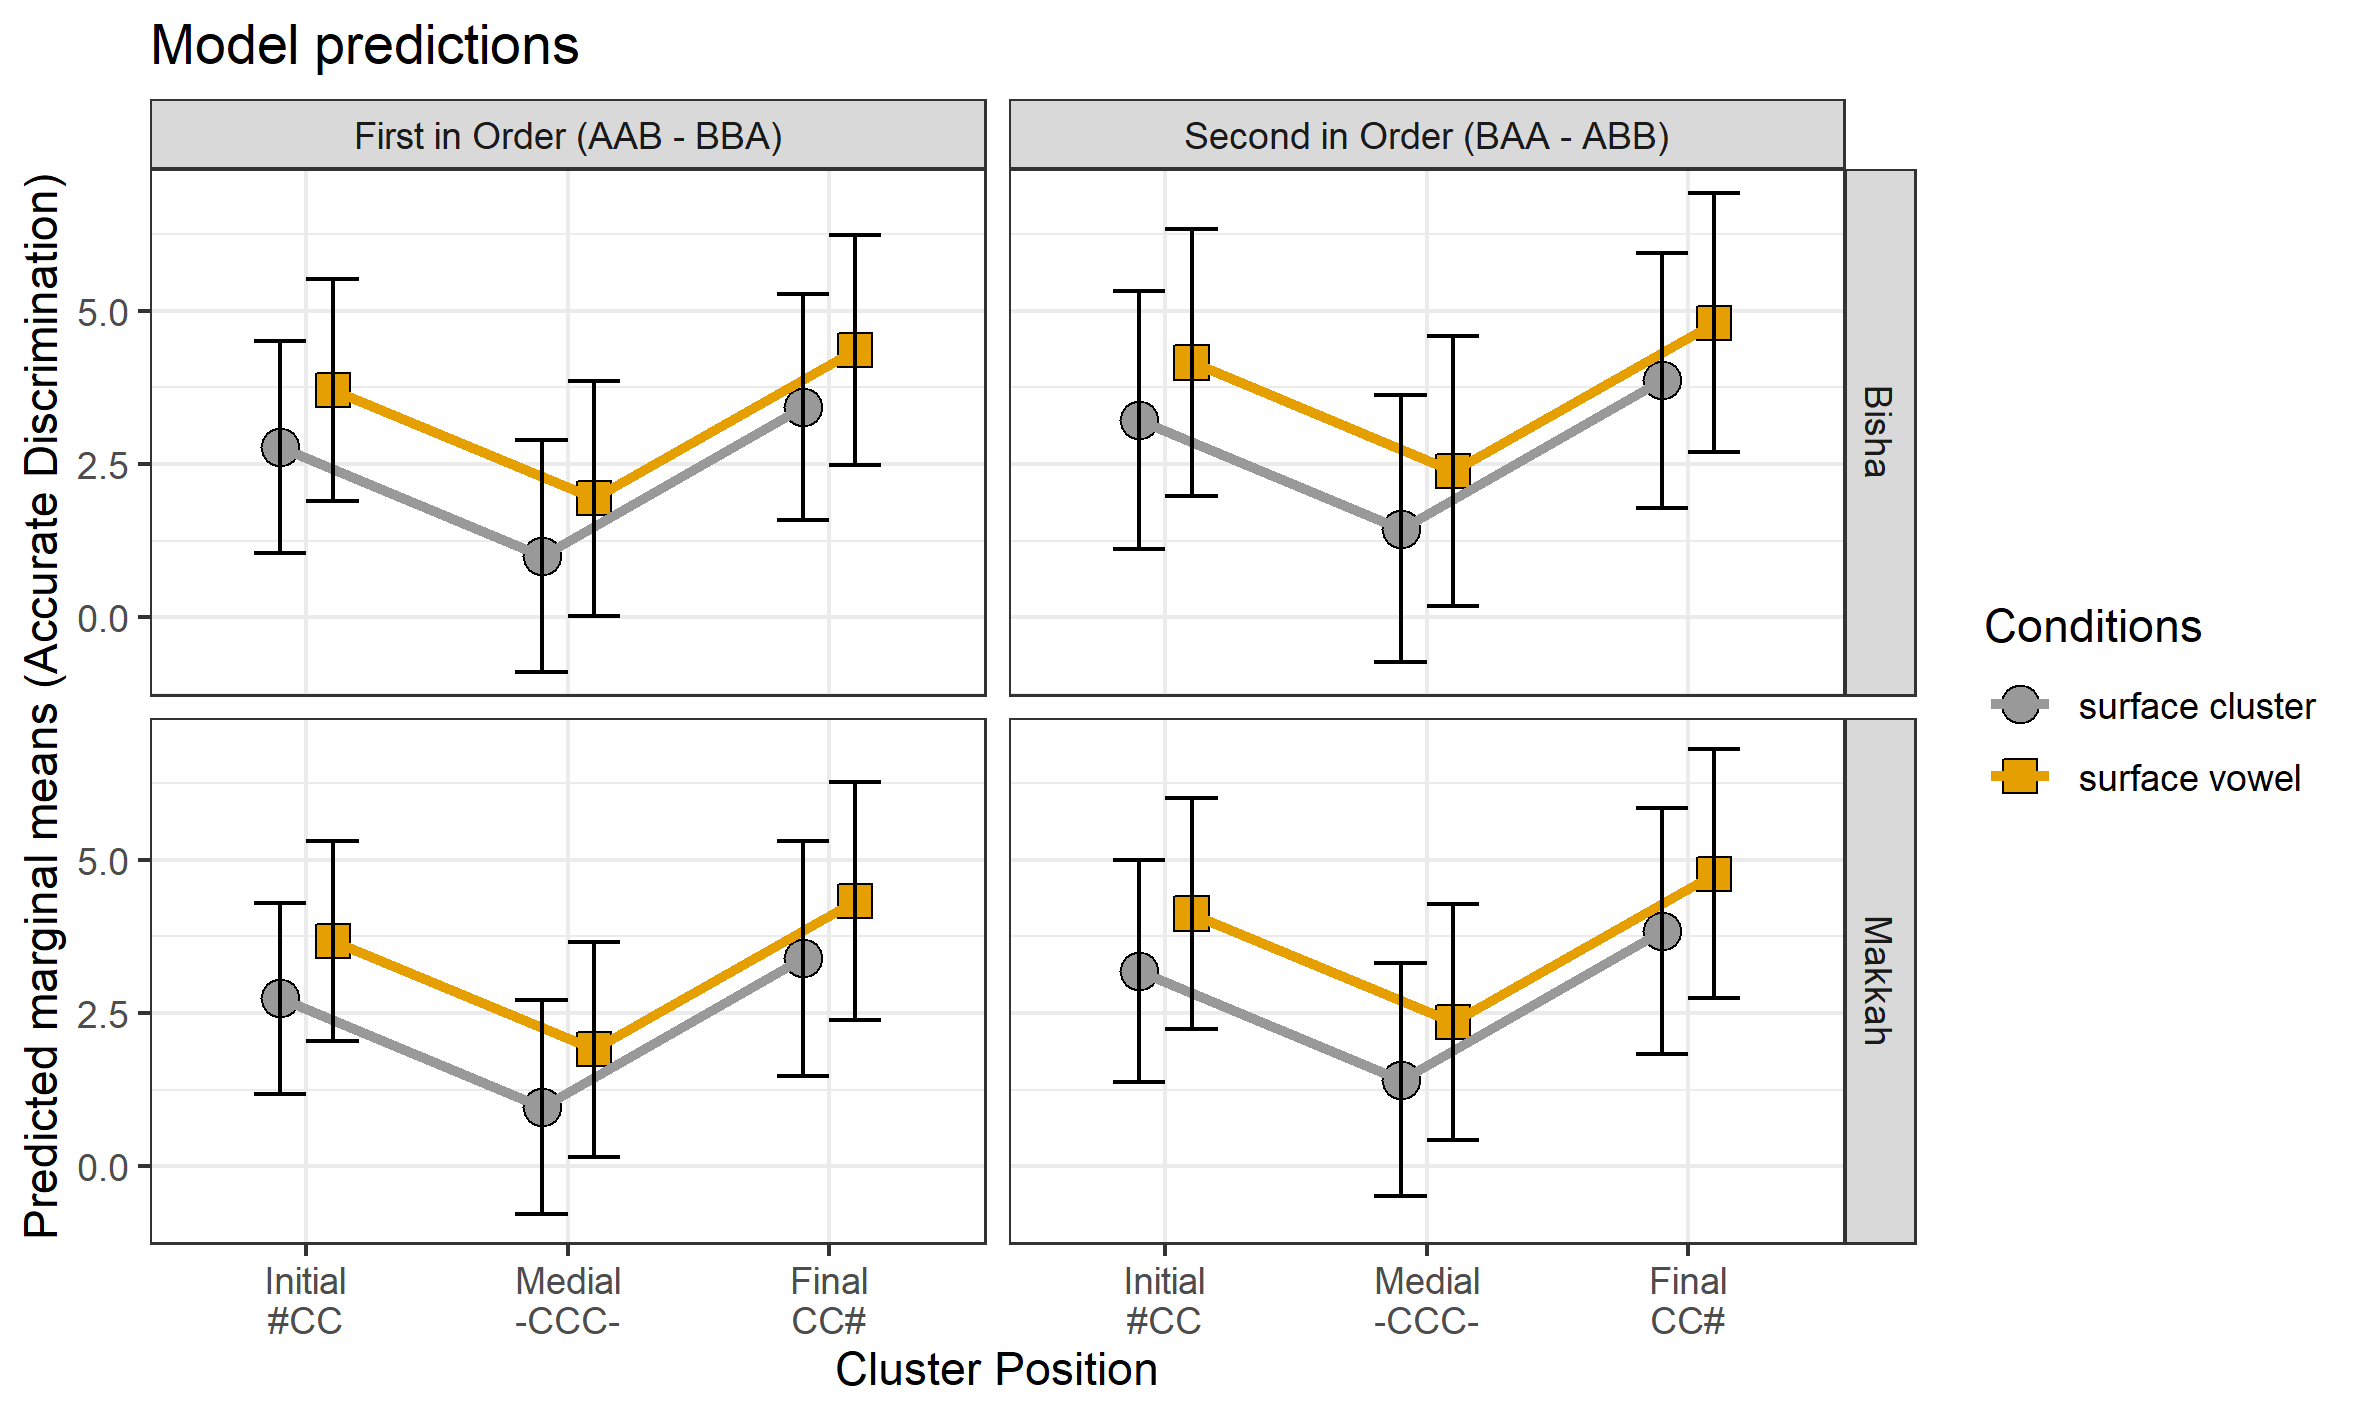 Model predictions
First in Order (AAB - BBA)
Second in Order (BAA - ABB)
Predicted marginal means (Accurate Discrimination)
5.0
2.5
0.0
Bisha
5.0
2.5
0.0
Makkah
Conditions
surface cluster
surface vowel
Initial
#CC
Medial
-CCC-
Final
CC#
Initial
#CC
Medial
-CCC-
Final
CC#
Cluster Position